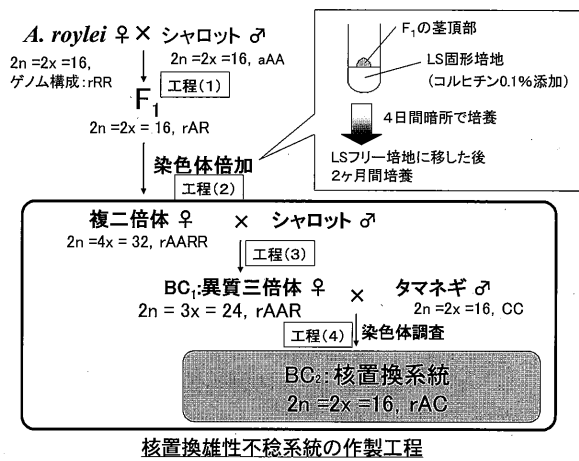 A. roylei ♀ × シャロット ♂
2n =2x =16,
ゲノム構成:rRR
2n =2x =16, aAA
工程(1)
F1
2n =2x = 16, rAR
染色体倍加
工程(2)
F1の茎頂部
LS固形培地
(コルヒチン0.1%添加)
4日間暗所で培養
LSフリー培地に移した後
2ヶ月間培養
複二倍体 ♀ × シャロット ♂
2n =4x = 32, rAARR
工程(3)
BC1:異質三倍体 ♀ × タマネギ ♂
2n = 3x = 24, rAAR
2n =2x =16, CC
工程(4)
染色体調査
BC2:核置換系統
2n =2x =16, rAC
核置換雄性不稔系統の作製工程